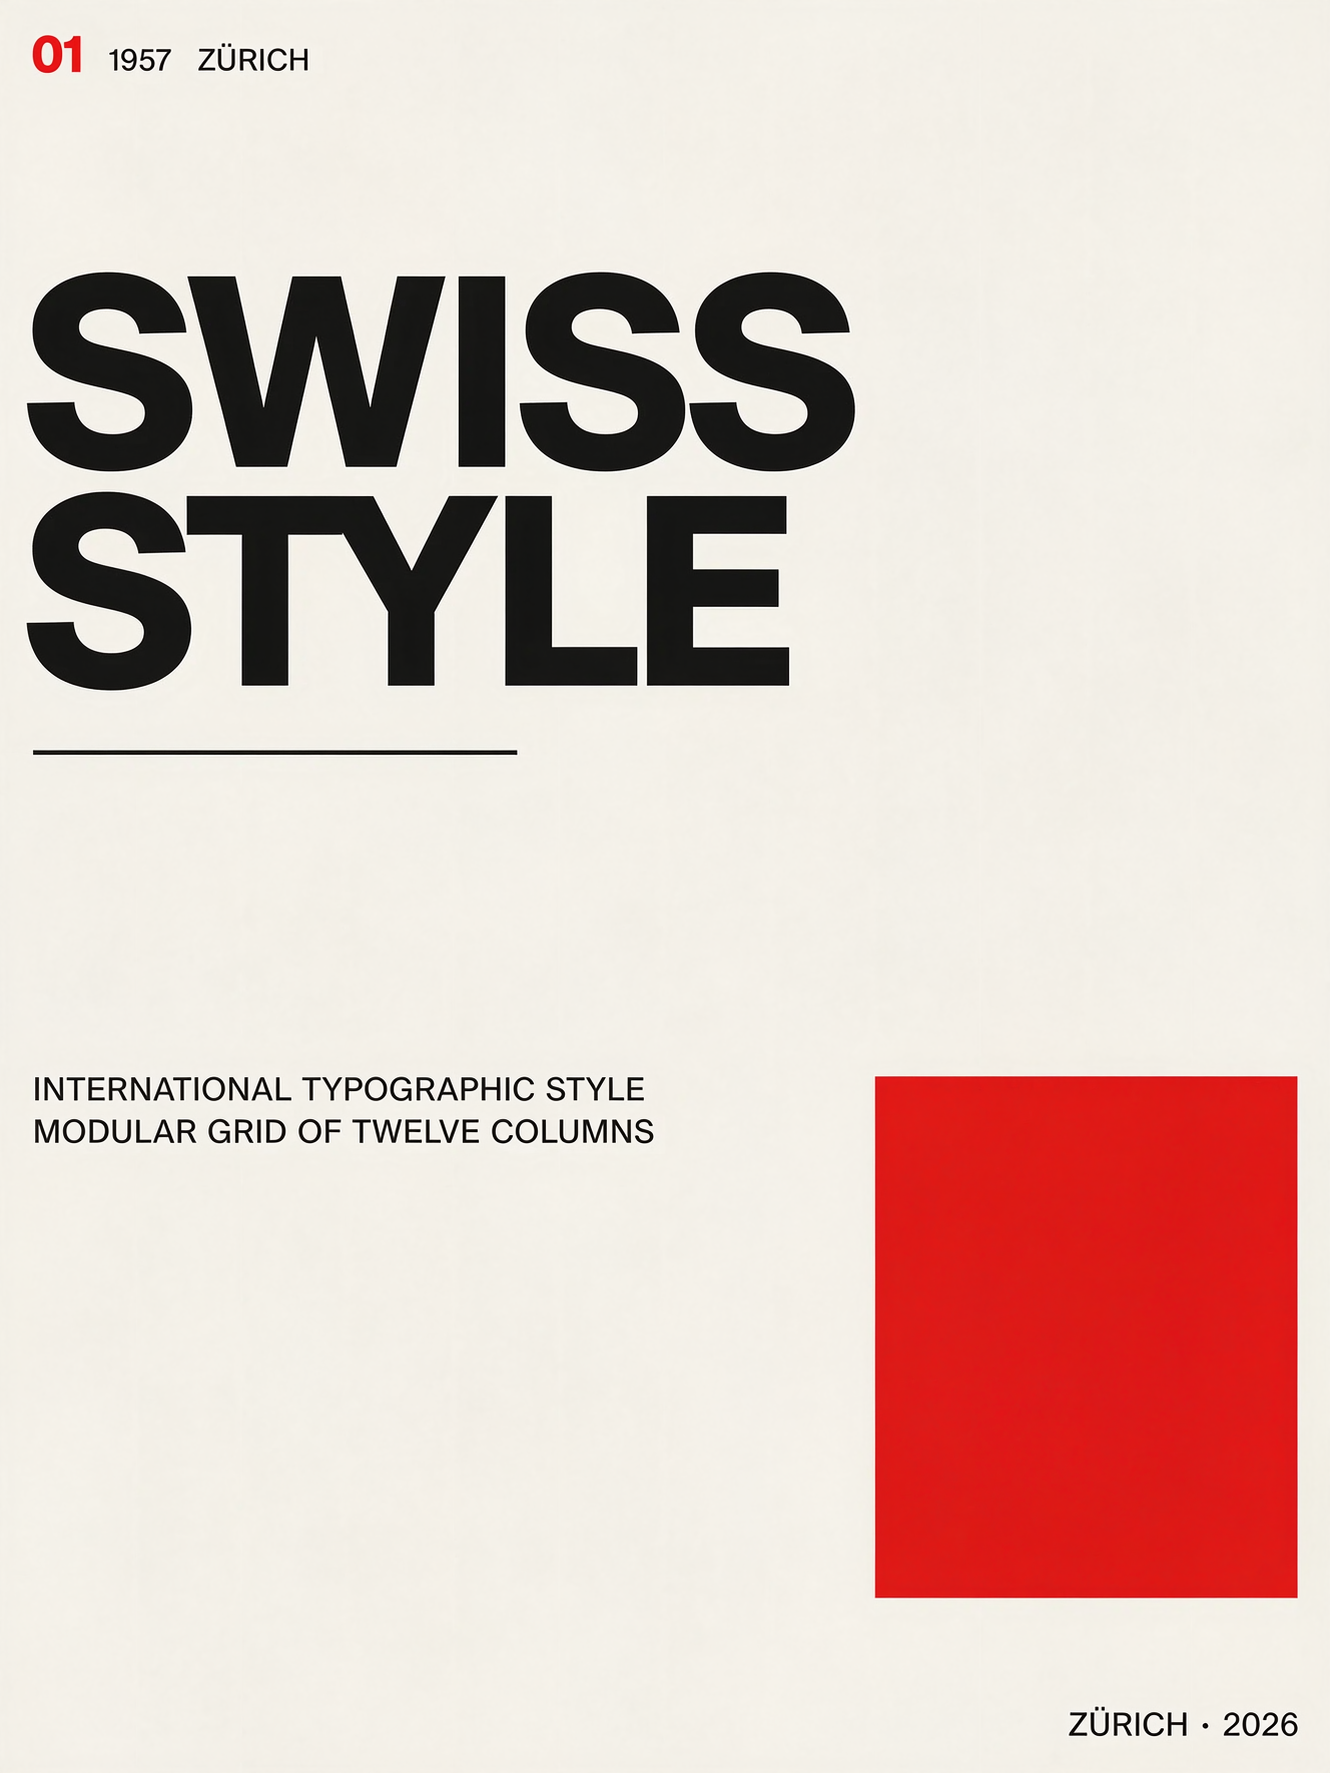 01 1957 ZÜRICH
SWISS
STYLE
INTERNATIONAL TYPOGRAPHIC STYLE
MODULAR GRID OF TWELVE COLUMNS
ZÜRICH · 2026